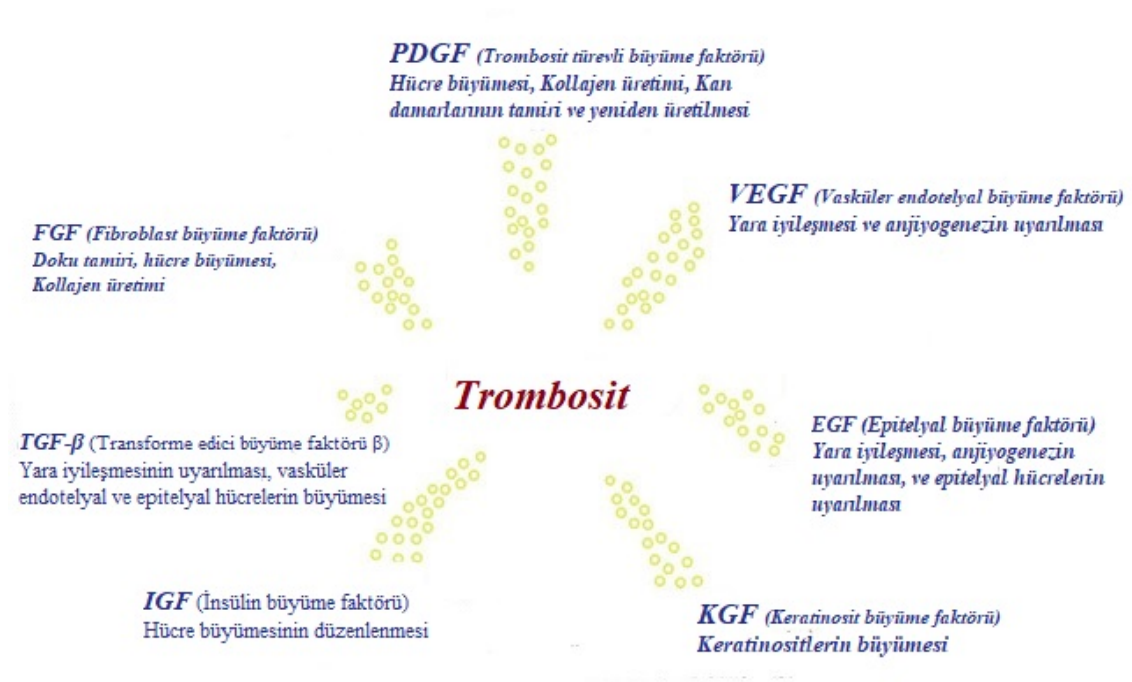 PDGF (Trombosit türevli büyüme faktörü)
Hücre büyümesi, Kollajen üretimi, Kan
damarlarının tamiri ve yeniden üretilmesi
VEGF (Vasküler endotelyal büyüme faktörü)
Yara iyileşmesi ve anjiyogenezin uyarılması
FGF (Fibroblast büyüme faktörü)
Doku tamiri, hücre büyümesi,
Kollajen üretimi
Trombosit
EGF (Epitelyal büyüme faktörü)
Yara iyileşmesi, anjiyogenezin
uyarılması, ve epitelyal hücrelerin
uyarılması
TGF-β (Transforme edici büyüme faktörü β)
Yara iyileşmesinin uyarılması, vasküler
endotelyal ve epitelyal hücrelerin büyümesi
IGF (İnsülin büyüme faktörü)
Hücre büyümesinin düzenlenmesi
KGF (Keratinosit büyüme faktörü)
Keratinositlerin büyümesi